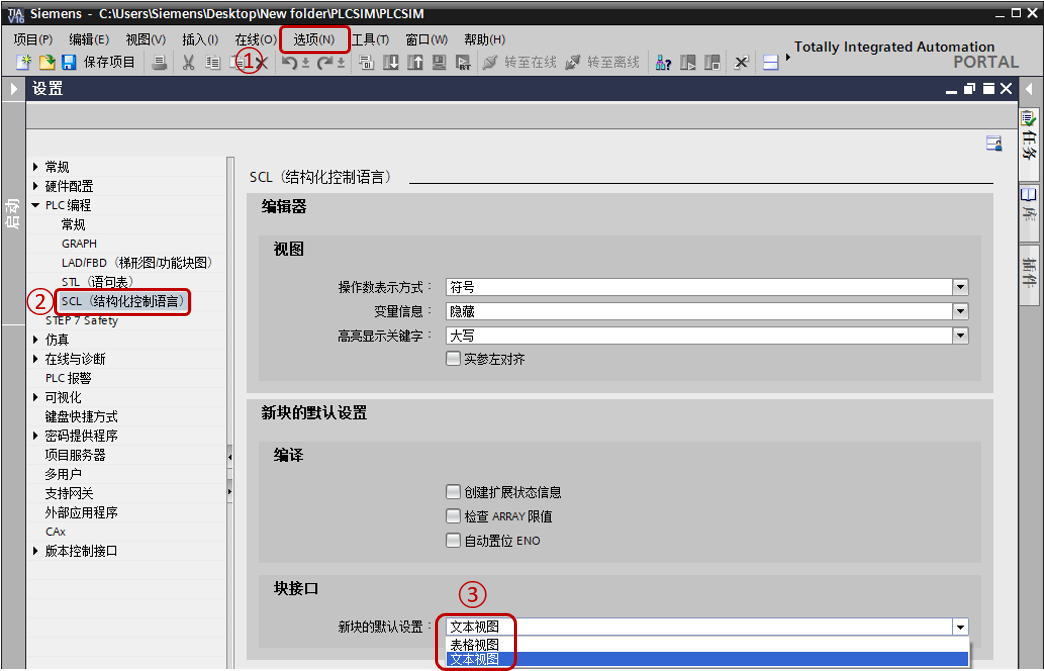 TIA V16 Siemens - C:\Users\Siemens\Desktop\New folder\PLCSIM\PLCSIM
项目(P) 编辑(E) 视图(V) 插入(I) 在线(O) 选项(N) 工具(T) 窗口(W) 帮助(H)
Totally Integrated Automation
PORTAL
① 保存项目 转至在线 转至离线
设置
启动
任务
库
插件
常规
硬件配置
PLC 编程
常规
GRAPH
LAD/FBD（梯形图/功能块图）
STL（语句表）
② SCL（结构化控制语言）
STEP 7 Safety
仿真
在线与诊断
PLC 报警
可视化
键盘快捷方式
密码提供程序
项目服务器
多用户
支持网关
外部应用程序
CAx
版本控制接口
SCL（结构化控制语言）
编辑器
视图
操作数表示方式： 符号
变量信息： 隐藏
高亮显示关键字： 大写
实参左对齐
新块的默认设置
编译
创建扩展状态信息
检查 ARRAY 限值
自动置位 ENO
块接口
③
新块的默认设置： 文本视图
表格视图
文本视图